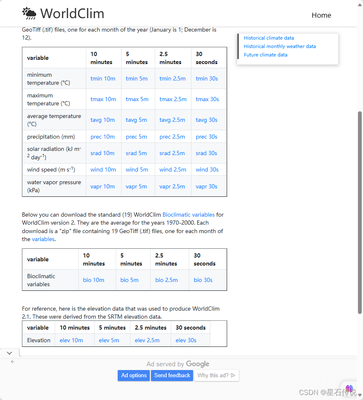 WorldClim
Home
GeoTiff (.tif) files, one for each month of the year (January is 1; December is
12).
Historical climate data
Historical monthly weather data
Future climate data
variable 10 minutes 5 minutes 2.5 minutes 30 seconds
minimum temperature (°C) tmin 10m tmin 5m tmin 2.5m tmin 30s
maximum temperature (°C) tmax 10m tmax 5m tmax 2.5m tmax 30s
average temperature (°C) tavg 10m tavg 5m tavg 2.5m tavg 30s
precipitation (mm) prec 10m prec 5m prec 2.5m prec 30s
solar radiation (kJ m-2 day-1) srad 10m srad 5m srad 2.5m srad 30s
wind speed (m s-1) wind 10m wind 5m wind 2.5m wind 30s
water vapor pressure (kPa) vapr 10m vapr 5m vapr 2.5m vapr 30s
Below you can download the standard (19) WorldClim Bioclimatic variables for
WorldClim version 2. They are the average for the years 1970-2000. Each
download is a "zip" file containing 19 GeoTiff (.tif) files, one for each month of
the variables.
variable 10 minutes 5 minutes 2.5 minutes 30 seconds
Bioclimatic variables bio 10m bio 5m bio 2.5m bio 30s
For reference, here is the elevation data that was used to produce WorldClim
2.1. These were derived from the SRTM elevation data.
variable 10 minutes 5 minutes 2.5 minutes 30 seconds
Elevation elev 10m elev 5m elev 2.5m elev 30s
Ad served by Google
Ad options Send feedback Why this ad?